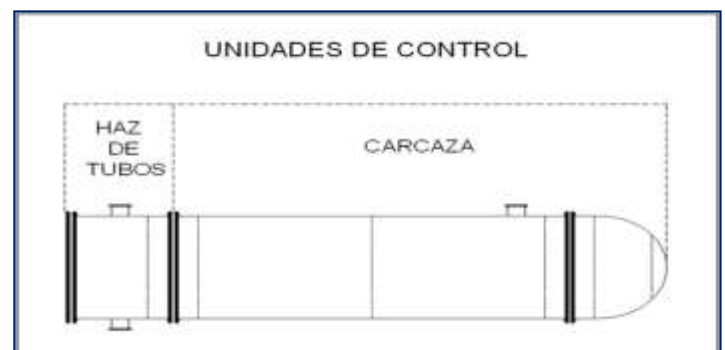 UNIDADES DE CONTROL
HAZ
DE
TUBOS
CARCAZA